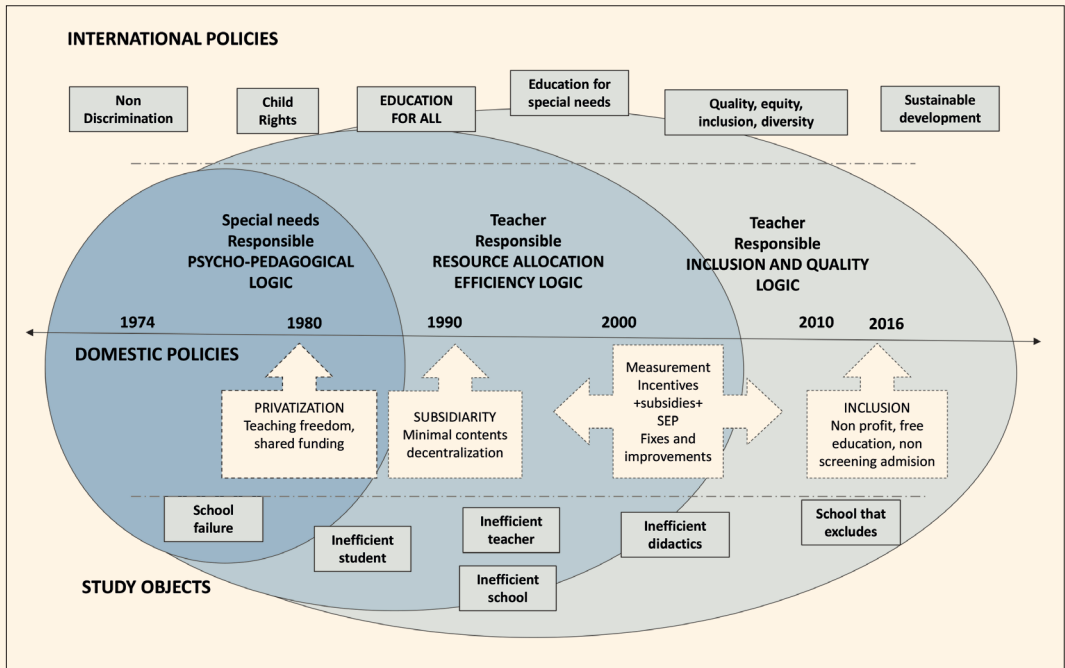 INTERNATIONAL POLICIES
Non
Discrimination
Child
Rights
EDUCATION
FOR ALL
Education for
special needs
Quality, equity,
inclusion, diversity
Sustainable
development
Special needs
Responsible
PSYCHO-PEDAGOGICAL
LOGIC
Teacher
Responsible
RESOURCE ALLOCATION
EFFICIENCY LOGIC
Teacher
Responsible
INCLUSION AND QUALITY
LOGIC
1974
1980
1990
2000
2010
2016
DOMESTIC POLICIES
PRIVATIZATION
Teaching freedom,
shared funding
SUBSIDIARITY
Minimal contents
decentralization
Measurement
Incentives
+subsidies+
SEP
Fixes and
improvements
INCLUSION
Non profit, free
education, non
screening admision
School
failure
Inefficient
student
Inefficient
teacher
Inefficient
school
Inefficient
didactics
School that
excludes
STUDY OBJECTS